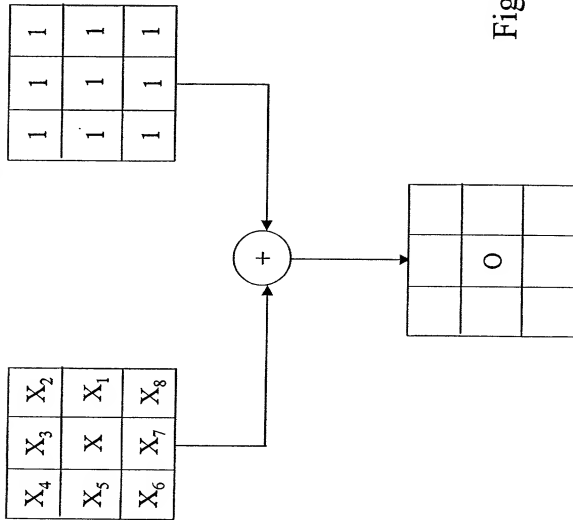 X₄ X₃ X₂
X₅ X X₁
X₆ X₇ X₈
1 1 1
1 1 1
1 1 1
+
O
Fig